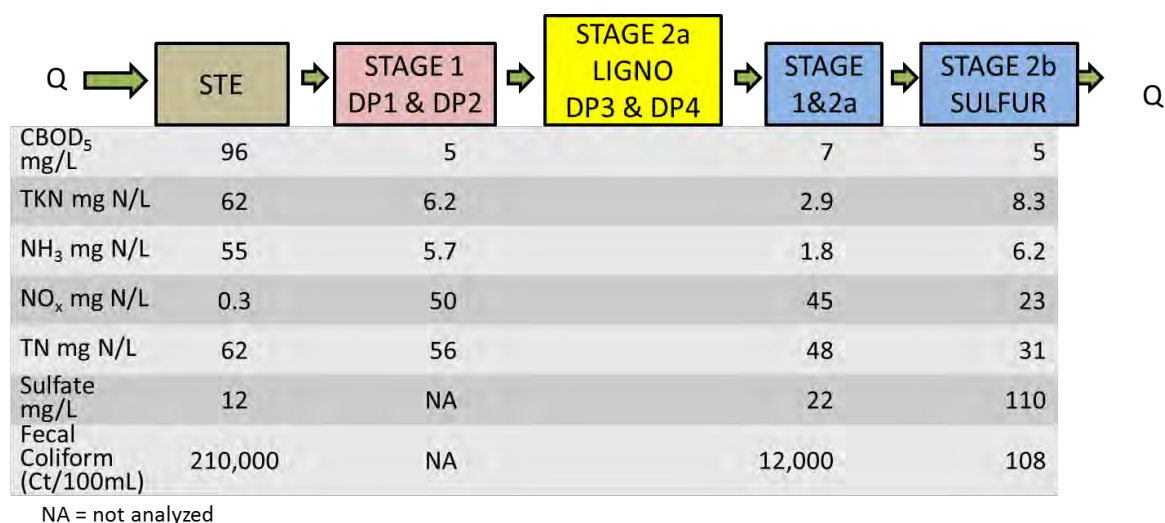 Q
STE
STAGE 1
DP1 & DP2
STAGE 2a
LIGNO
DP3 & DP4
STAGE
1&2a
STAGE 2b
SULFUR
Q
CBOD₅
mg/L 96 5 7 5
TKN mg N/L 62 6.2 2.9 8.3
NH₃ mg N/L 55 5.7 1.8 6.2
NOₓ mg N/L 0.3 50 45 23
TN mg N/L 62 56 48 31
Sulfate
mg/L 12 NA 22 110
Fecal
Coliform 210,000 NA 12,000 108
(Ct/100mL)
NA = not analyzed